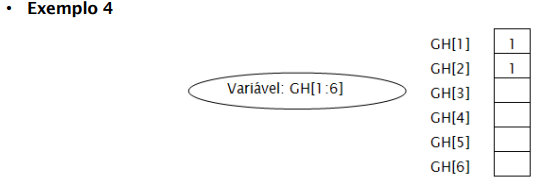 • Exemplo 4
GH[1] 1
GH[2] 1
Variável: GH[1:6]
GH[3]
GH[4]
GH[5]
GH[6]